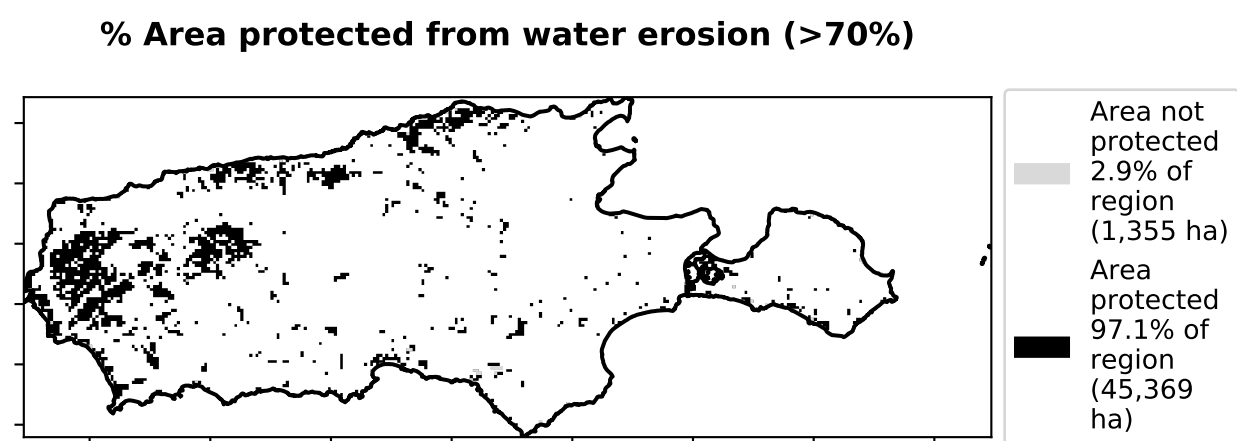 % Area protected from water erosion (>70%)
Area not
protected
2.9% of
region
(1,355 ha)
Area
protected
97.1% of
region
(45,369
ha)